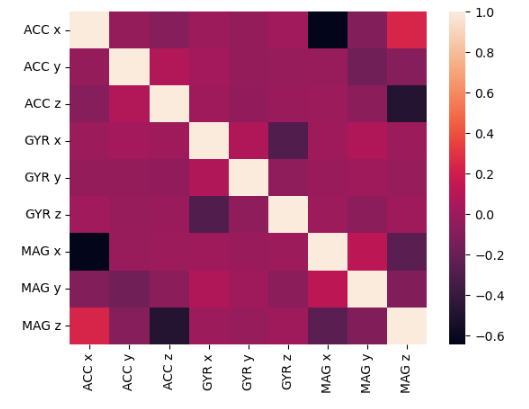 ACC x
ACC y
ACC z
GYR x
GYR y
GYR z
MAG x
MAG y
MAG z
ACC x
ACC y
ACC z
GYR x
GYR y
GYR z
MAG x
MAG y
MAG z
1.0
0.8
0.6
0.4
0.2
0.0
−0.2
−0.4
−0.6